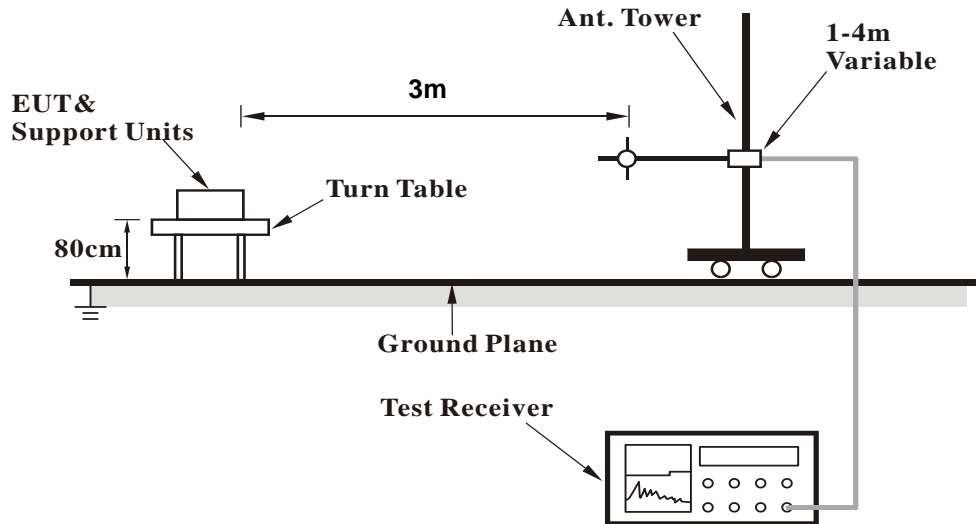 Ant. Tower
1-4m
Variable
3m
EUT&
Support Units
Turn Table
80cm
Ground Plane
Test Receiver